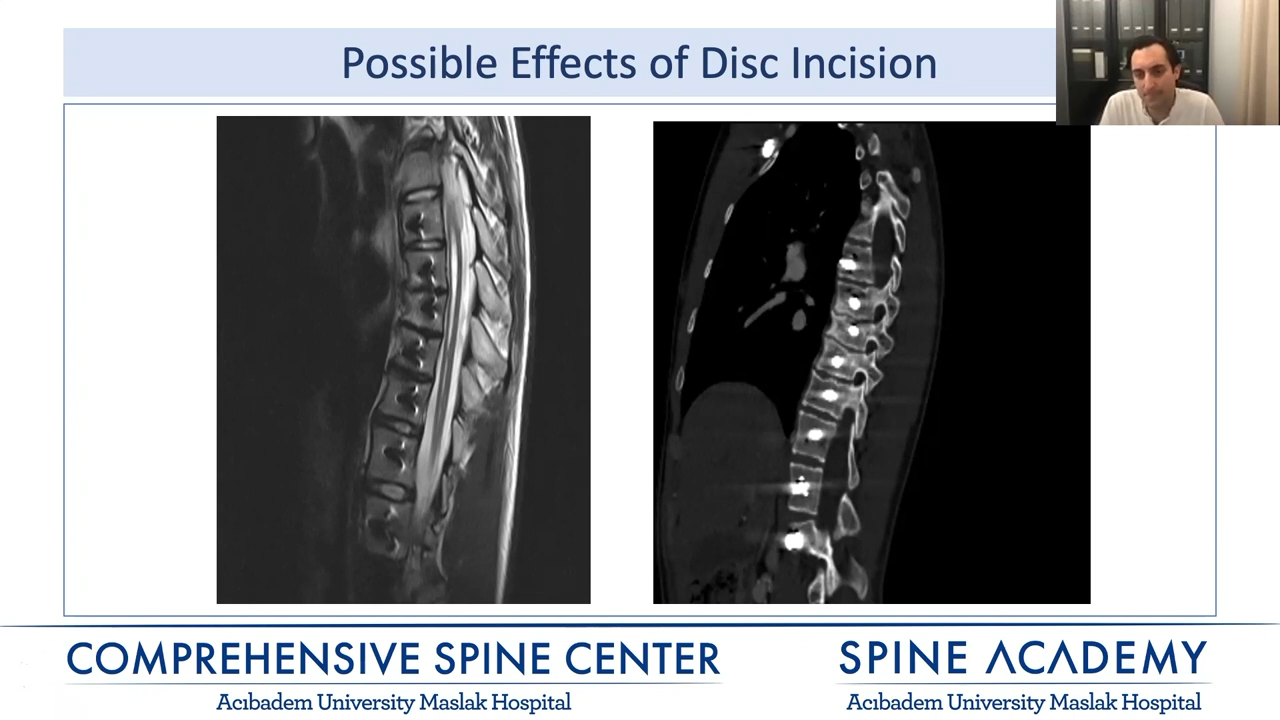 Possible Effects of Disc Incision
COMPREHENSIVE SPINE CENTER
Acıbadem University Maslak Hospital
SPINE ACADEMY
Acıbadem University Maslak Hospital